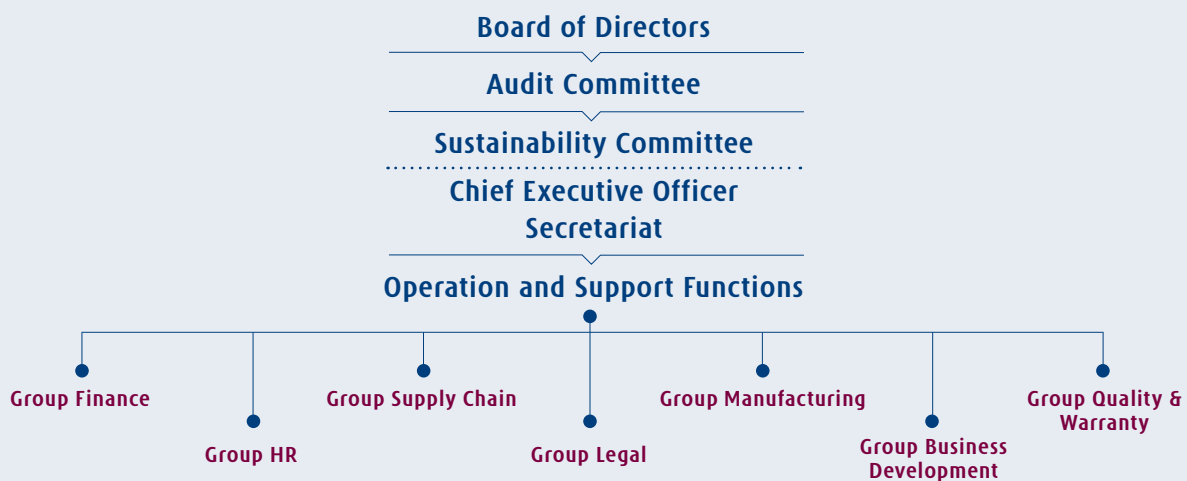 Board of Directors
Audit Committee
Sustainability Committee
Chief Executive Officer
Secretariat
Operation and Support Functions
Group Finance
Group Supply Chain
Group Manufacturing
Group Quality &
Warranty
Group HR
Group Legal
Group Business
Development